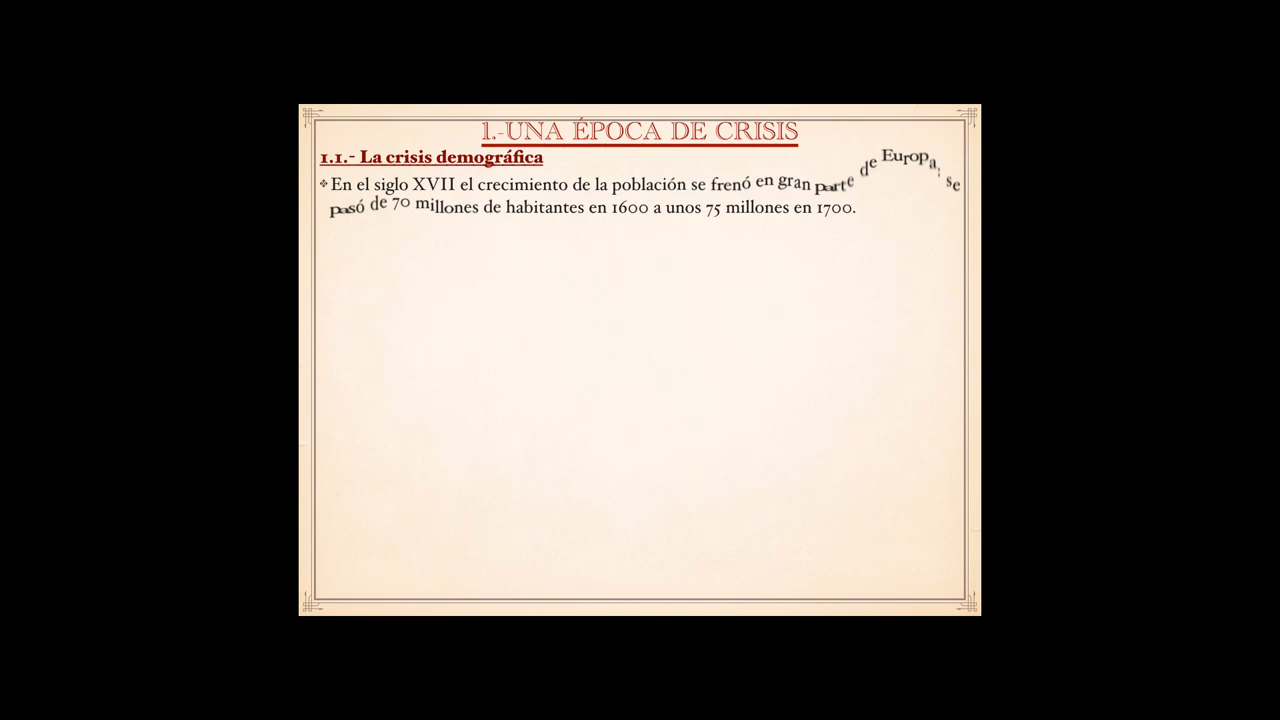 1.-UNA ÉPOCA DE CRISIS
1.1.- La crisis demográfica
❖ En el siglo XVII el crecimiento de la población se frenó en gran parte de Europa; se
pasó de 70 millones de habitantes en 1600 a unos 75 millones en 1700.